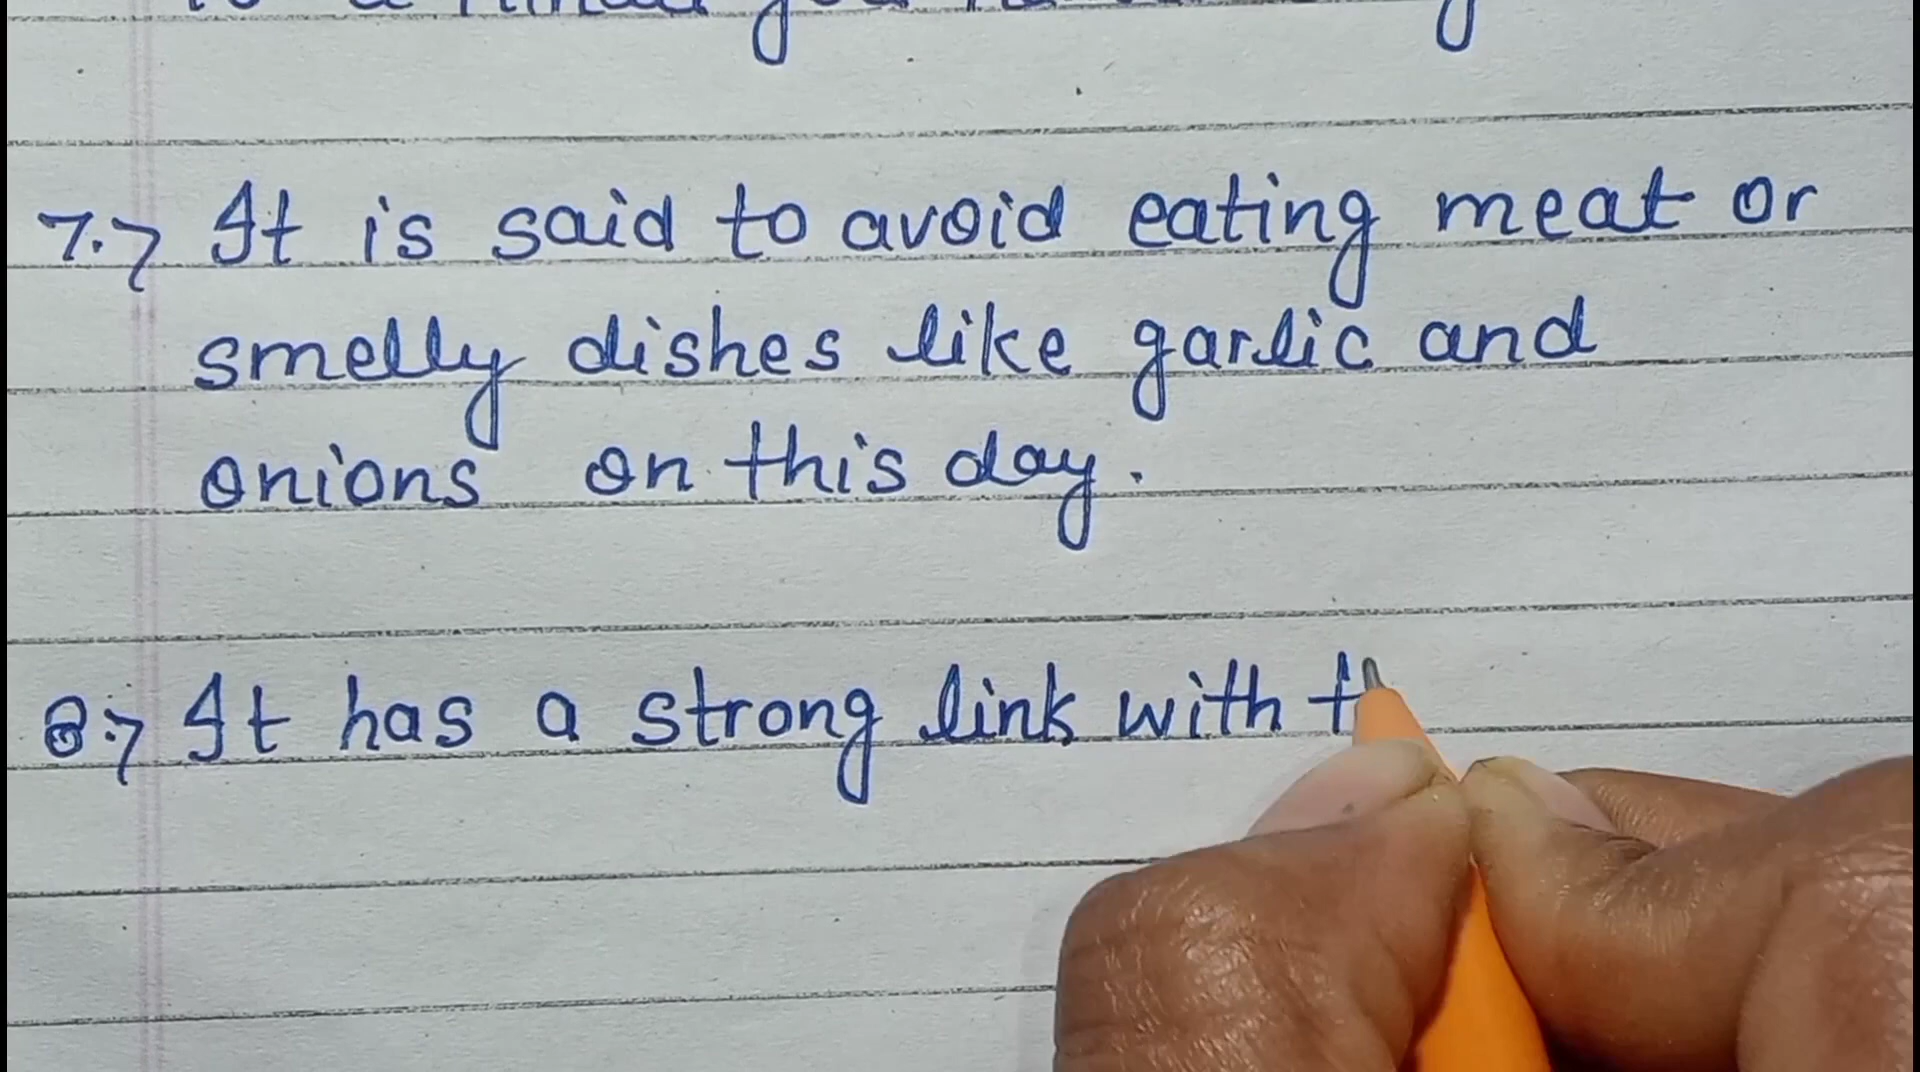 7.> It is said to avoid eating meat or
smelly dishes like garlic and
onions on this day.
8.> It has a strong link with t